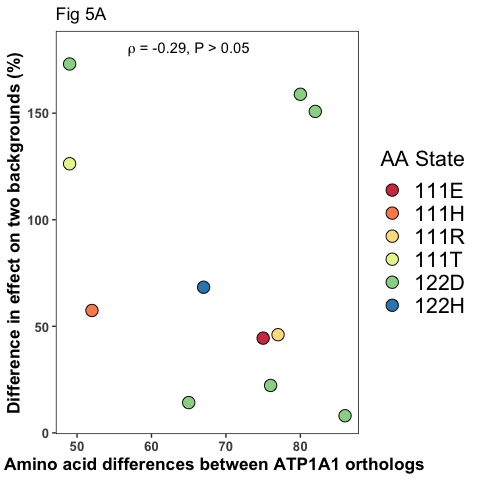 Fig 5A
ρ = -0.29, P > 0.05
Difference in effect on two backgrounds (%)
150
100
50
0
50 60 70 80
Amino acid differences between ATP1A1 orthologs
AA State
111E
111H
111R
111T
122D
122H